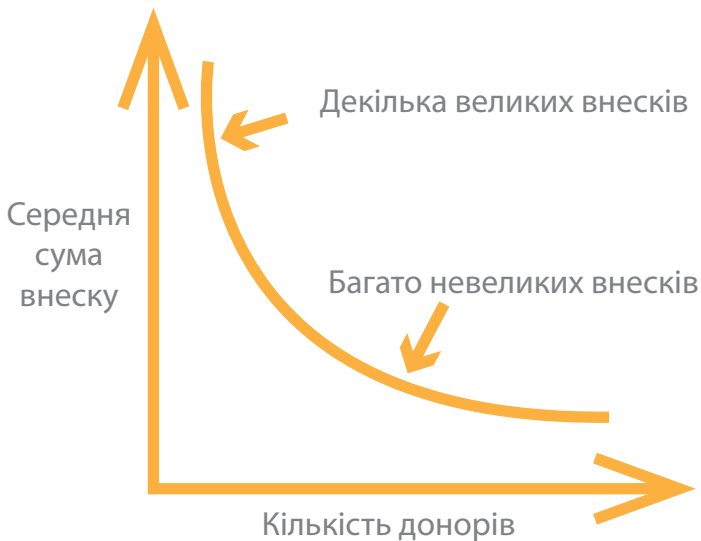 Декілька великих внесків
Середня
сума
внеску
Багато невеликих внесків
Кількість донорів